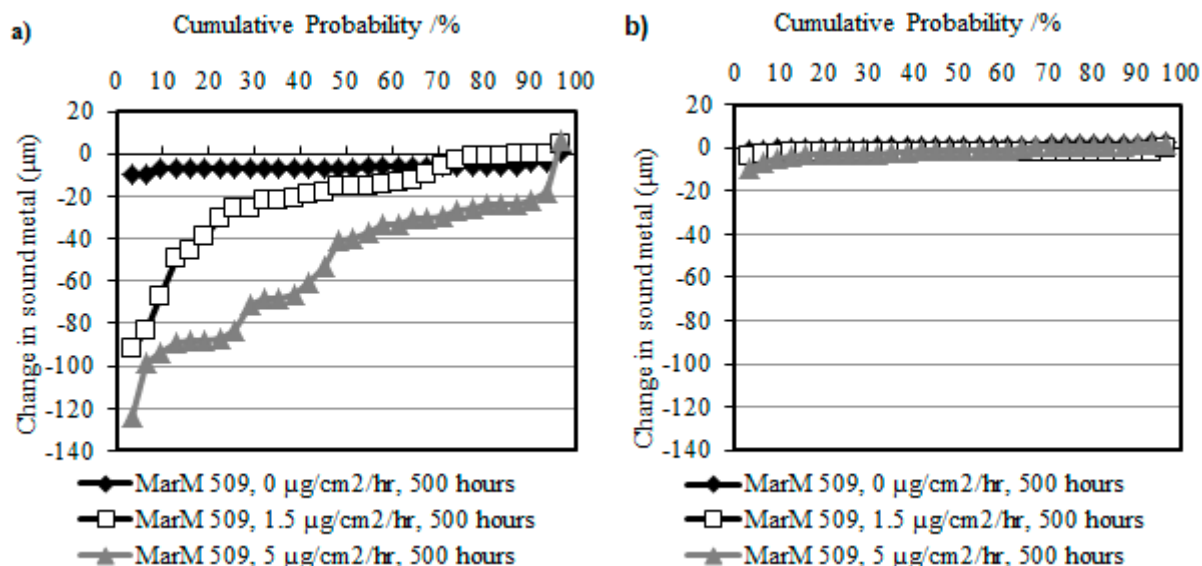 a)
Cumulative Probability /%
0 10 20 30 40 50 60 70 80 90 100
20
0
-20
-40
-60
-80
-100
-120
-140
Change in sound metal (µm)
MarM 509, 0 µg/cm2/hr, 500 hours
MarM 509, 1.5 µg/cm2/hr, 500 hours
MarM 509, 5 µg/cm2/hr, 500 hours
b)
Cumulative Probability /%
0 10 20 30 40 50 60 70 80 90 100
20
0
-20
-40
-60
-80
-100
-120
-140
Change in sound metal (µm)
MarM 509, 0 µg/cm2/hr, 500 hours
MarM 509, 1.5 µg/cm2/hr, 500 hours
MarM 509, 5 µg/cm2/hr, 500 hours